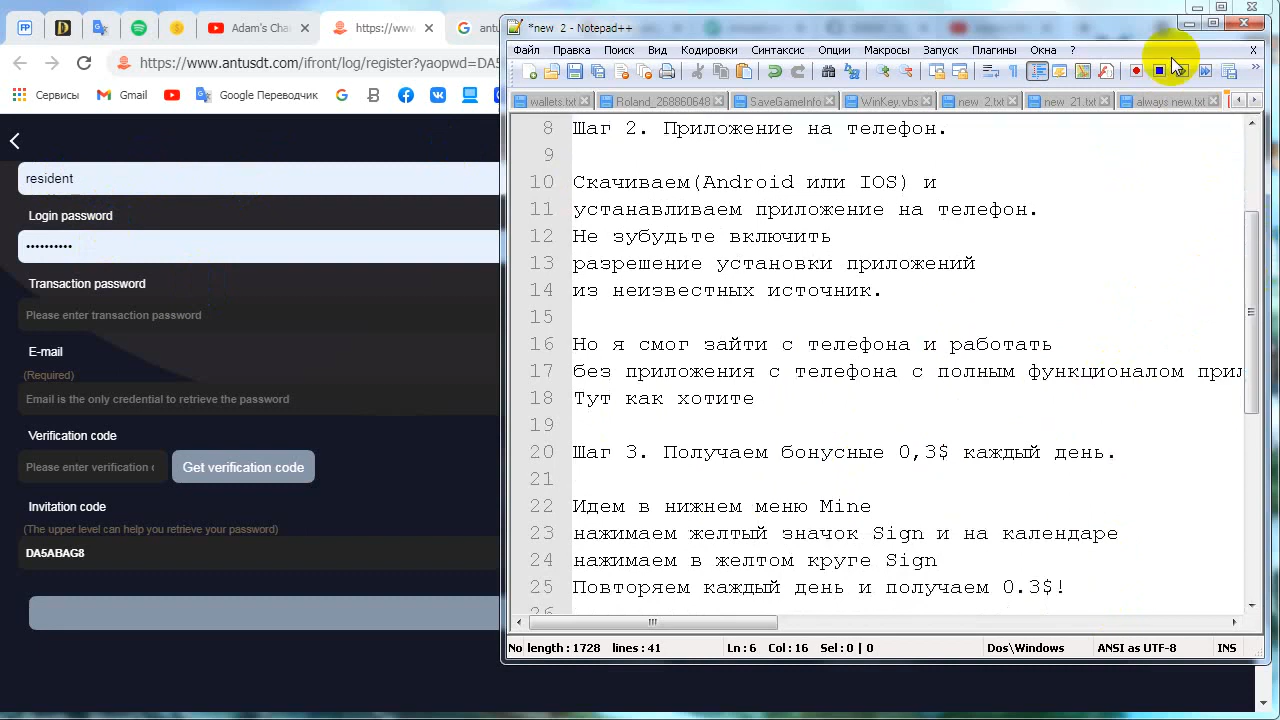 Adam's Cha
https://www
antu
https://www.antusdt.org/ifront/log/register?yaopwd=DA5
Сервисы
Gmail
Google Переводчик
resident
Login password
••••••••••
Transaction password
Please enter transaction password
E-mail
(Required)
Email is the only credential to retrieve the password
Verification code
Please enter verification c
Get verification code
Invitation code
(The upper level can help you retrieve your password)
DA5ABAG8
*new 2 - Notepad++
Файл Правка Поиск Вид Кодировки Синтаксис Опции Макросы Запуск Плагины Окна ? X
wallets.txt Roland_268860648 SaveGameInfo WinKey.vbs new_2.txt new_21.txt always new.txt
8 Шаг 2. Приложение на телефон.
9
10 Скачиваем(Android или IOS) и
11 устанавливаем приложение на телефон.
12 Не зубудьте включить
13 разрешение установки приложений
14 из неизвестных источник.
15
16 Но я смог зайти с телефона и работать
17 без приложения с телефона с полным функционалом при
18 Тут как хотите
19
20 Шаг 3. Получаем бонусные 0,3$ каждый день.
21
22 Идем в нижнем меню Mine
23 нажимаем желтый значок Sign и на календаре
24 нажимаем в желтом круге Sign
25 Повторяем каждый день и получаем 0.3$!
26
No length : 1728 lines : 41 Ln : 6 Col : 16 Sel : 0 | 0 Dos\Windows ANSI as UTF-8 INS